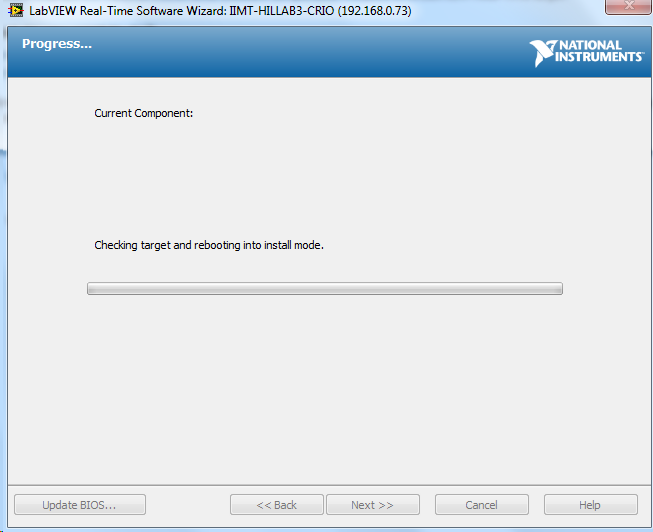 LabVIEW Real-Time Software Wizard: IIMT-HILLAB3-CRIO (192.168.0.73)
Progress...
NATIONAL INSTRUMENTS™
Current Component:
Checking target and rebooting into install mode.
Update BIOS...
<< Back
Next >>
Cancel
Help